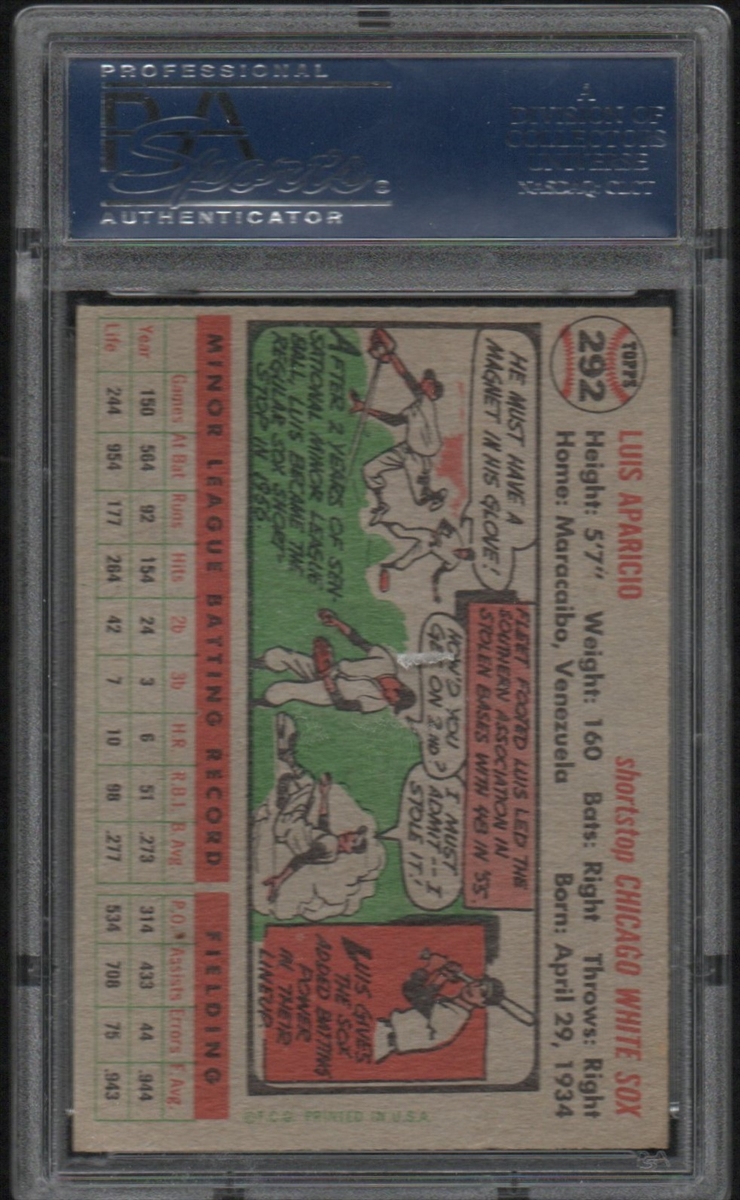 PROFESSIONAL
PSA
Sports®
AUTHENTICATOR
A
DIVISION OF
COLLECTORS
UNIVERSE
NASDAQ: CLCT
TOPPS
292
LUIS APARICIO shortstop CHICAGO WHITE SOX
Height: 5'7" Weight: 160 Bats: Right Throws: Right
Home: Maracaibo, Venezuela Born: April 29, 1934
HE MUST HAVE A
MAGNET IN HIS GLOVE!
AFTER 2 YEARS OF SEN-
SATIONAL MINOR LEAGUE
BALL, LUIS BECAME THE
REGULAR SOX SHORT-
STOP IN 1956.
FLEET FOOTED LUIS LED THE
SOUTHERN ASSOCIATION IN
STOLEN BASES WITH 48 IN '55.
HOW'D YOU
GET ON 2ND?
I MUST
ADMIT---I
STOLE IT!
LUIS GIVES
THE SOX
ADDED BATTING
POWER
IN THEIR
LINEUP.
MINOR LEAGUE BATTING RECORD FIELDING
Games At Bat Runs Hits 2b 3b H.R. R.B.I. B.Avg. P.O. Assists Errors F.Avg.
Year 150 564 92 154 24 3 6 51 .273 314 433 44 .944
Life 244 954 177 264 42 7 10 98 .277 534 708 75 .943
©T.C.G. PRINTED IN U.S.A.
PSA